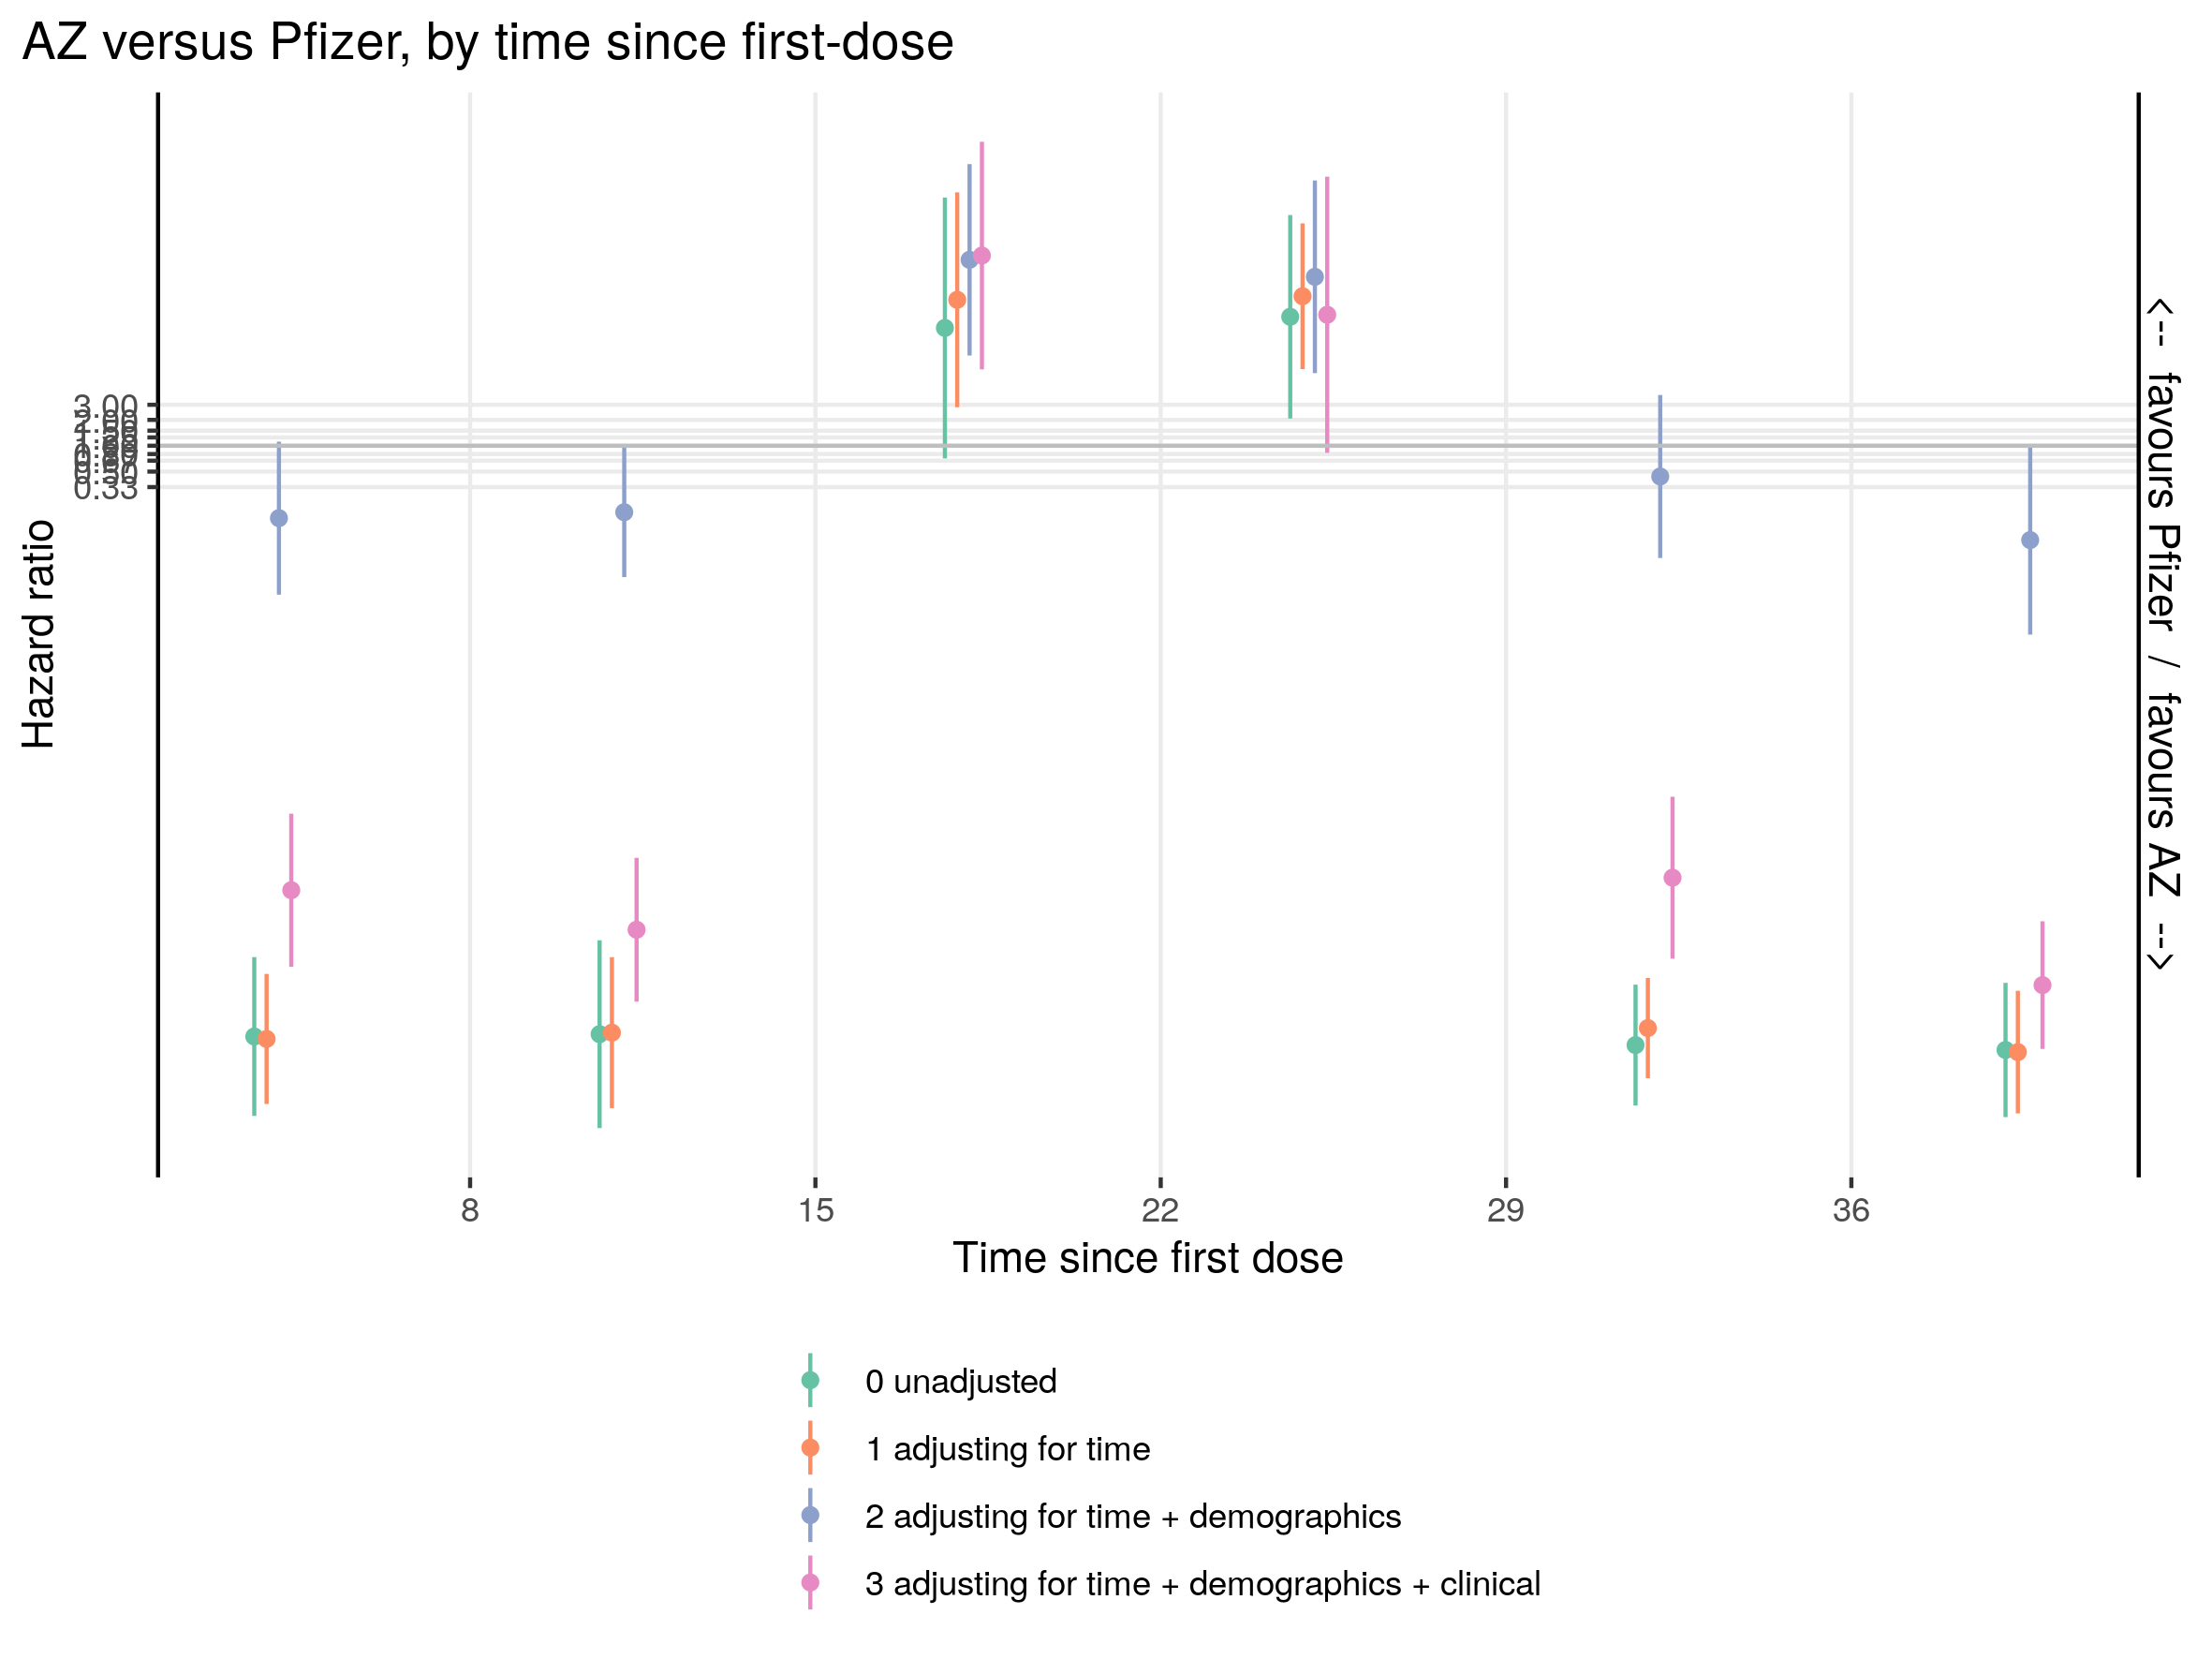 AZ versus Pfizer, by time since first-dose
Hazard ratio
3.00
0.33
<-- favours Pfizer / favours AZ -->
8
15
22
29
36
Time since first dose
0 unadjusted
1 adjusting for time
2 adjusting for time + demographics
3 adjusting for time + demographics + clinical